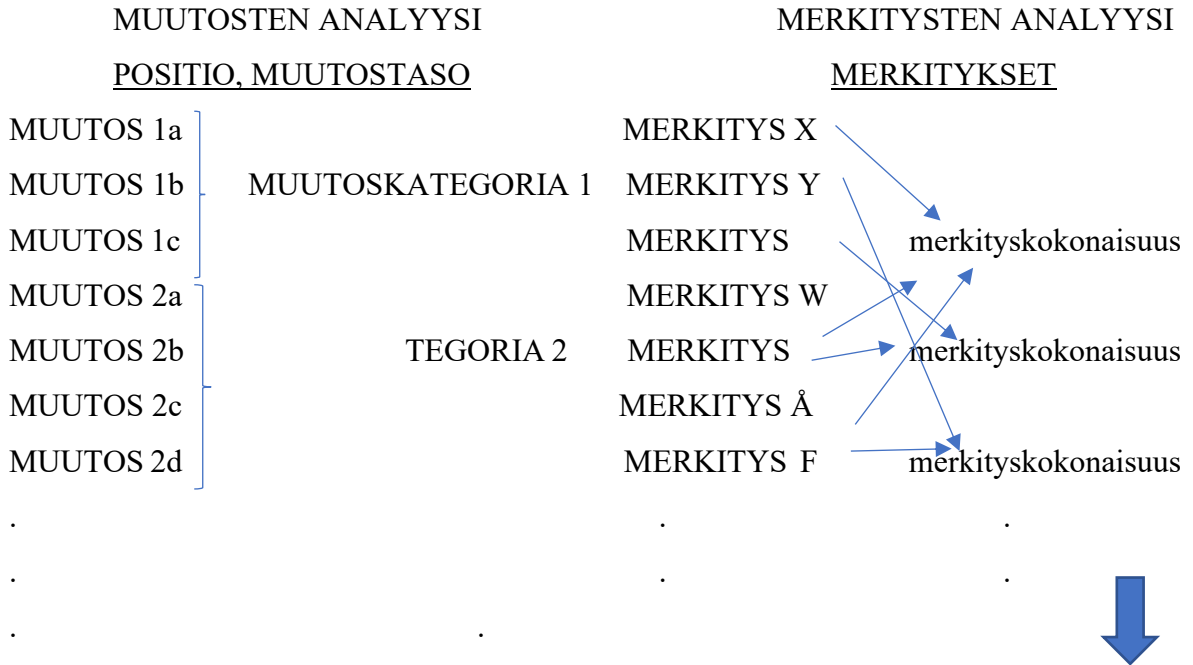 MUUTOSTEN ANALYYSI MERKITYSTEN ANALYYSI
POSITIO, MUUTOSTASO MERKITYKSET
MUUTOS 1a MERKITYS X
MUUTOS 1b MUUTOSKATEGORIA 1 MERKITYS Y
MUUTOS 1c MERKITYS merkityskokonaisuus
MUUTOS 2a MERKITYS W
MUUTOS 2b TEGORIA 2 MERKITYS merkityskokonaisuus
MUUTOS 2c MERKITYS Å
MUUTOS 2d MERKITYS F merkityskokonaisuus
. . .
. . .
. .